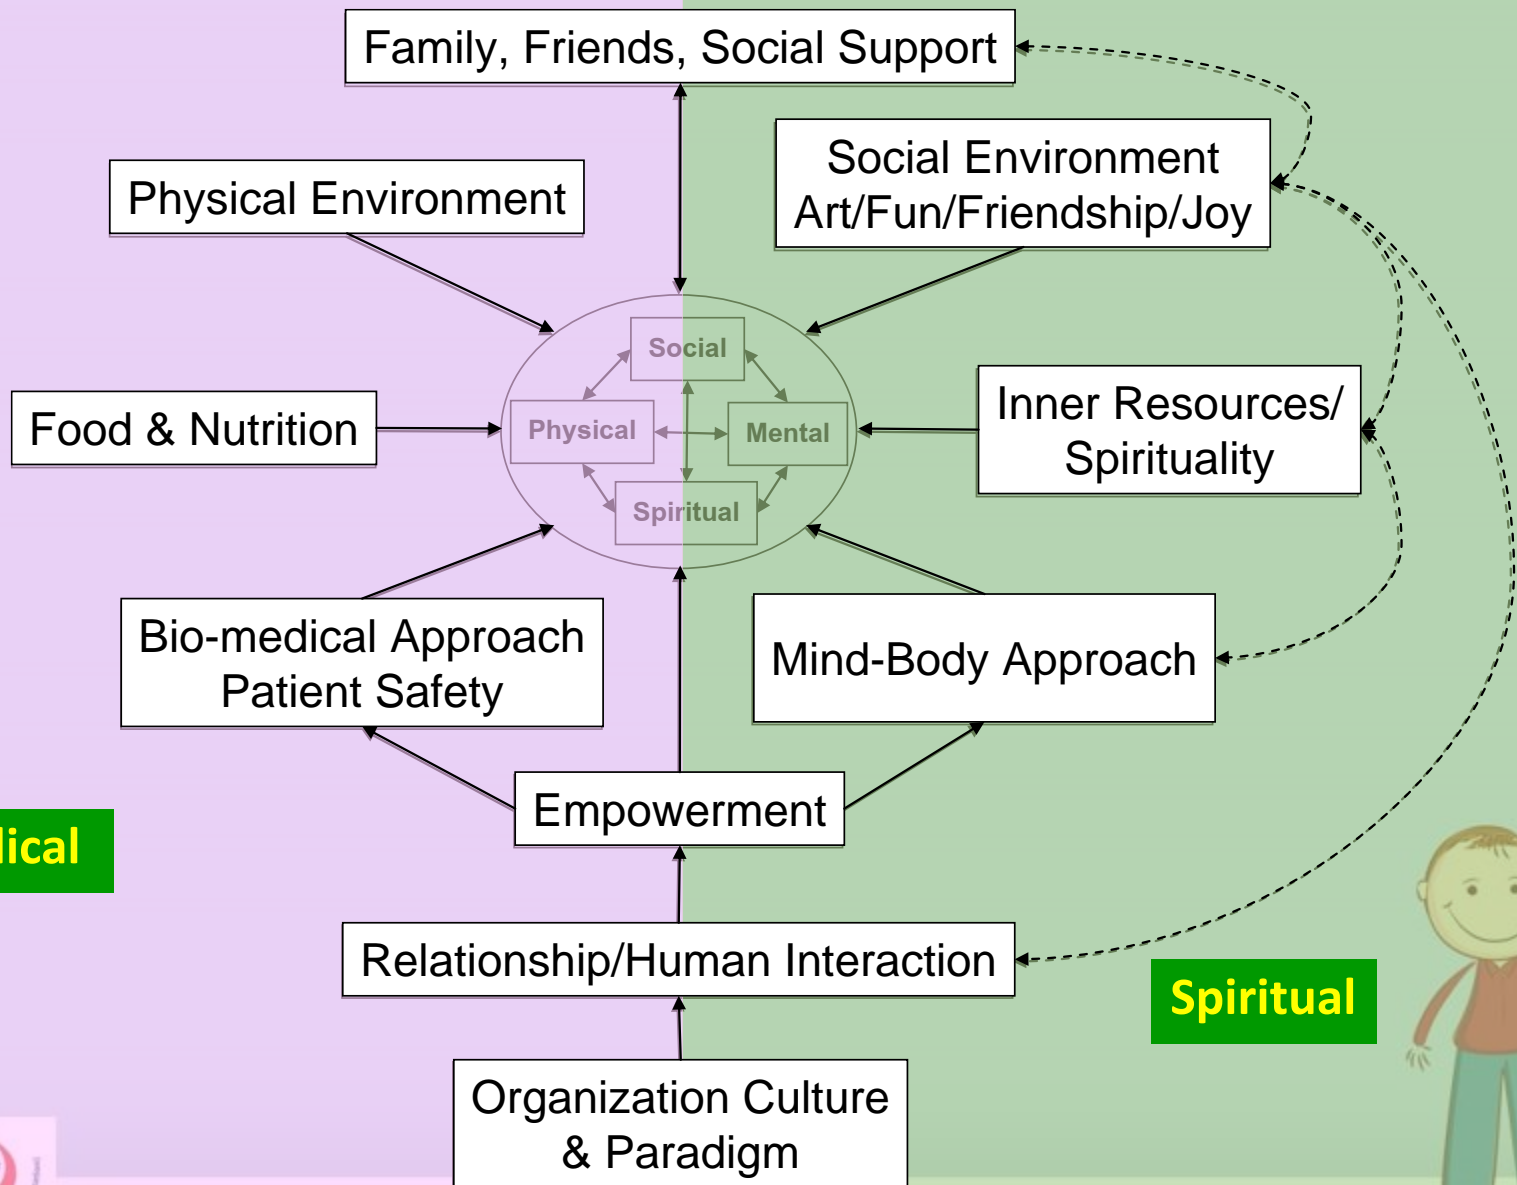 Family, Friends, Social Support
Social Environment
Art/Fun/Friendship/Joy
Physical Environment
Social
Physical
Mental
Spiritual
Food & Nutrition
Inner Resources/
Spirituality
Bio-medical Approach
Patient Safety
Mind-Body Approach
Empowerment
dical
Relationship/Human Interaction
Spiritual
Organization Culture
& Paradigm